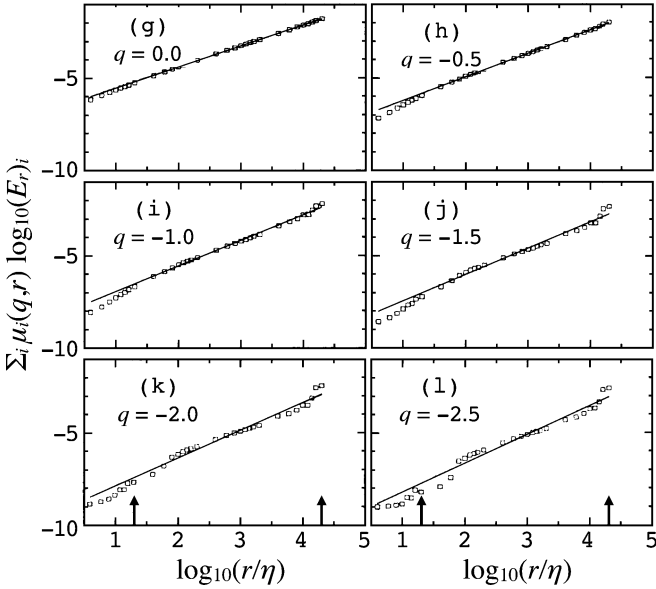 (g)
q = 0.0
(h)
q = −0.5
−5
−10
(i)
q = −1.0
(j)
q = −1.5
−5
−10
(k)
q = −2.0
(l)
q = −2.5
−5
−10
Σi μi(q,r) log10(Er)i
1 2 3 4 5
1 2 3 4 5
log10(r/η)
log10(r/η)